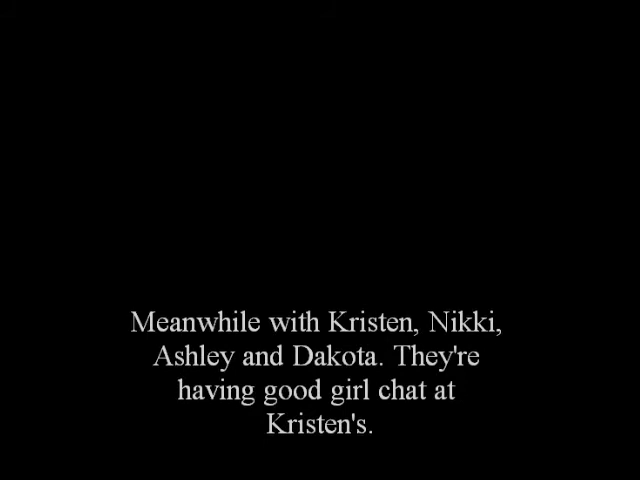 Meanwhile with Kristen, Nikki,
Ashley and Dakota. They're
having good girl chat at
Kristen's.